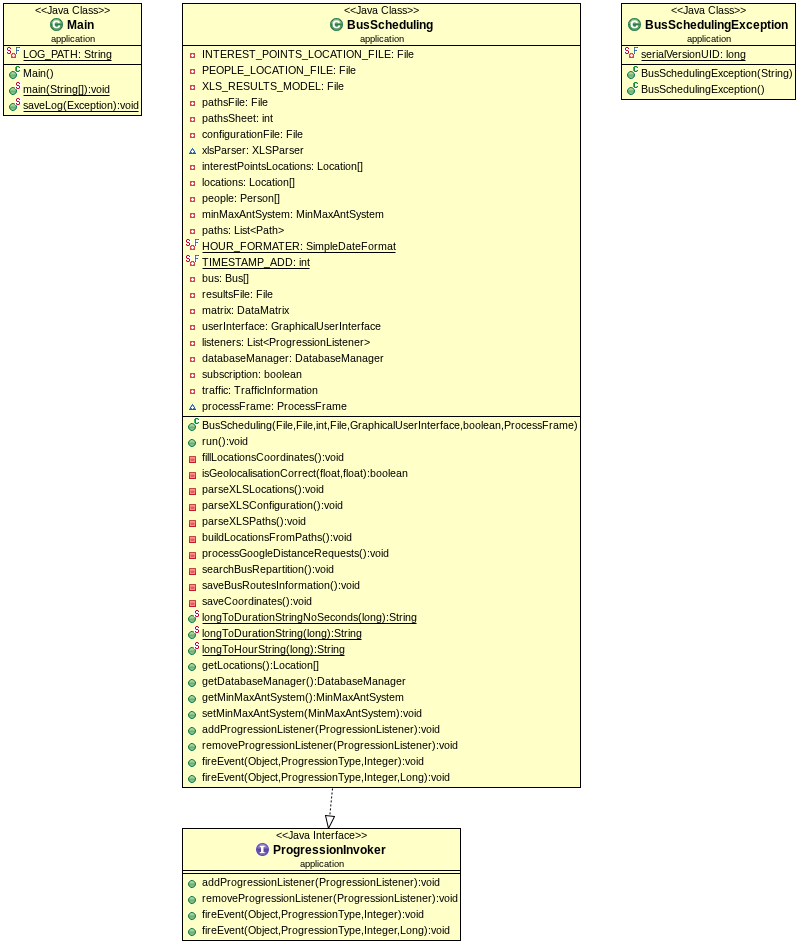 <<Java Class>>
Main
application
LOG_PATH: String
Main()
main(String[]):void
saveLog(Exception):void
<<Java Class>>
BusScheduling
application
INTEREST_POINTS_LOCATION_FILE: File
PEOPLE_LOCATION_FILE: File
XLS_RESULTS_MODEL: File
pathsFile: File
pathsSheet: int
configurationFile: File
xlsParser: XLSParser
interestPointsLocations: Location[]
locations: Location[]
people: Person[]
minMaxAntSystem: MinMaxAntSystem
paths: List<Path>
HOUR_FORMATER: SimpleDateFormat
TIMESTAMP_ADD: int
bus: Bus[]
resultsFile: File
matrix: DataMatrix
userInterface: GraphicalUserInterface
listeners: List<ProgressionListener>
databaseManager: DatabaseManager
subscription: boolean
traffic: TrafficInformation
processFrame: ProcessFrame
BusScheduling(File,File,int,File,GraphicalUserInterface,boolean,ProcessFrame)
run():void
fillLocationsCoordinates():void
isGeolocalisationCorrect(float,float):boolean
parseXLSLocations():void
parseXLSConfiguration():void
parseXLSPaths():void
buildLocationsFromPaths():void
processGoogleDistanceRequests():void
searchBusRepartition():void
saveBusRoutesInformation():void
saveCoordinates():void
longToDurationStringNoSeconds(long):String
longToDurationString(long):String
longToHourString(long):String
getLocations():Location[]
getDatabaseManager():DatabaseManager
getMinMaxAntSystem():MinMaxAntSystem
setMinMaxAntSystem(MinMaxAntSystem):void
addProgressionListener(ProgressionListener):void
removeProgressionListener(ProgressionListener):void
fireEvent(Object,ProgressionType,Integer):void
fireEvent(Object,ProgressionType,Integer,Long):void
<<Java Class>>
BusSchedulingException
application
serialVersionUID: long
BusSchedulingException(String)
BusSchedulingException()
<<Java Interface>>
ProgressionInvoker
application
addProgressionListener(ProgressionListener):void
removeProgressionListener(ProgressionListener):void
fireEvent(Object,ProgressionType,Integer):void
fireEvent(Object,ProgressionType,Integer,Long):void